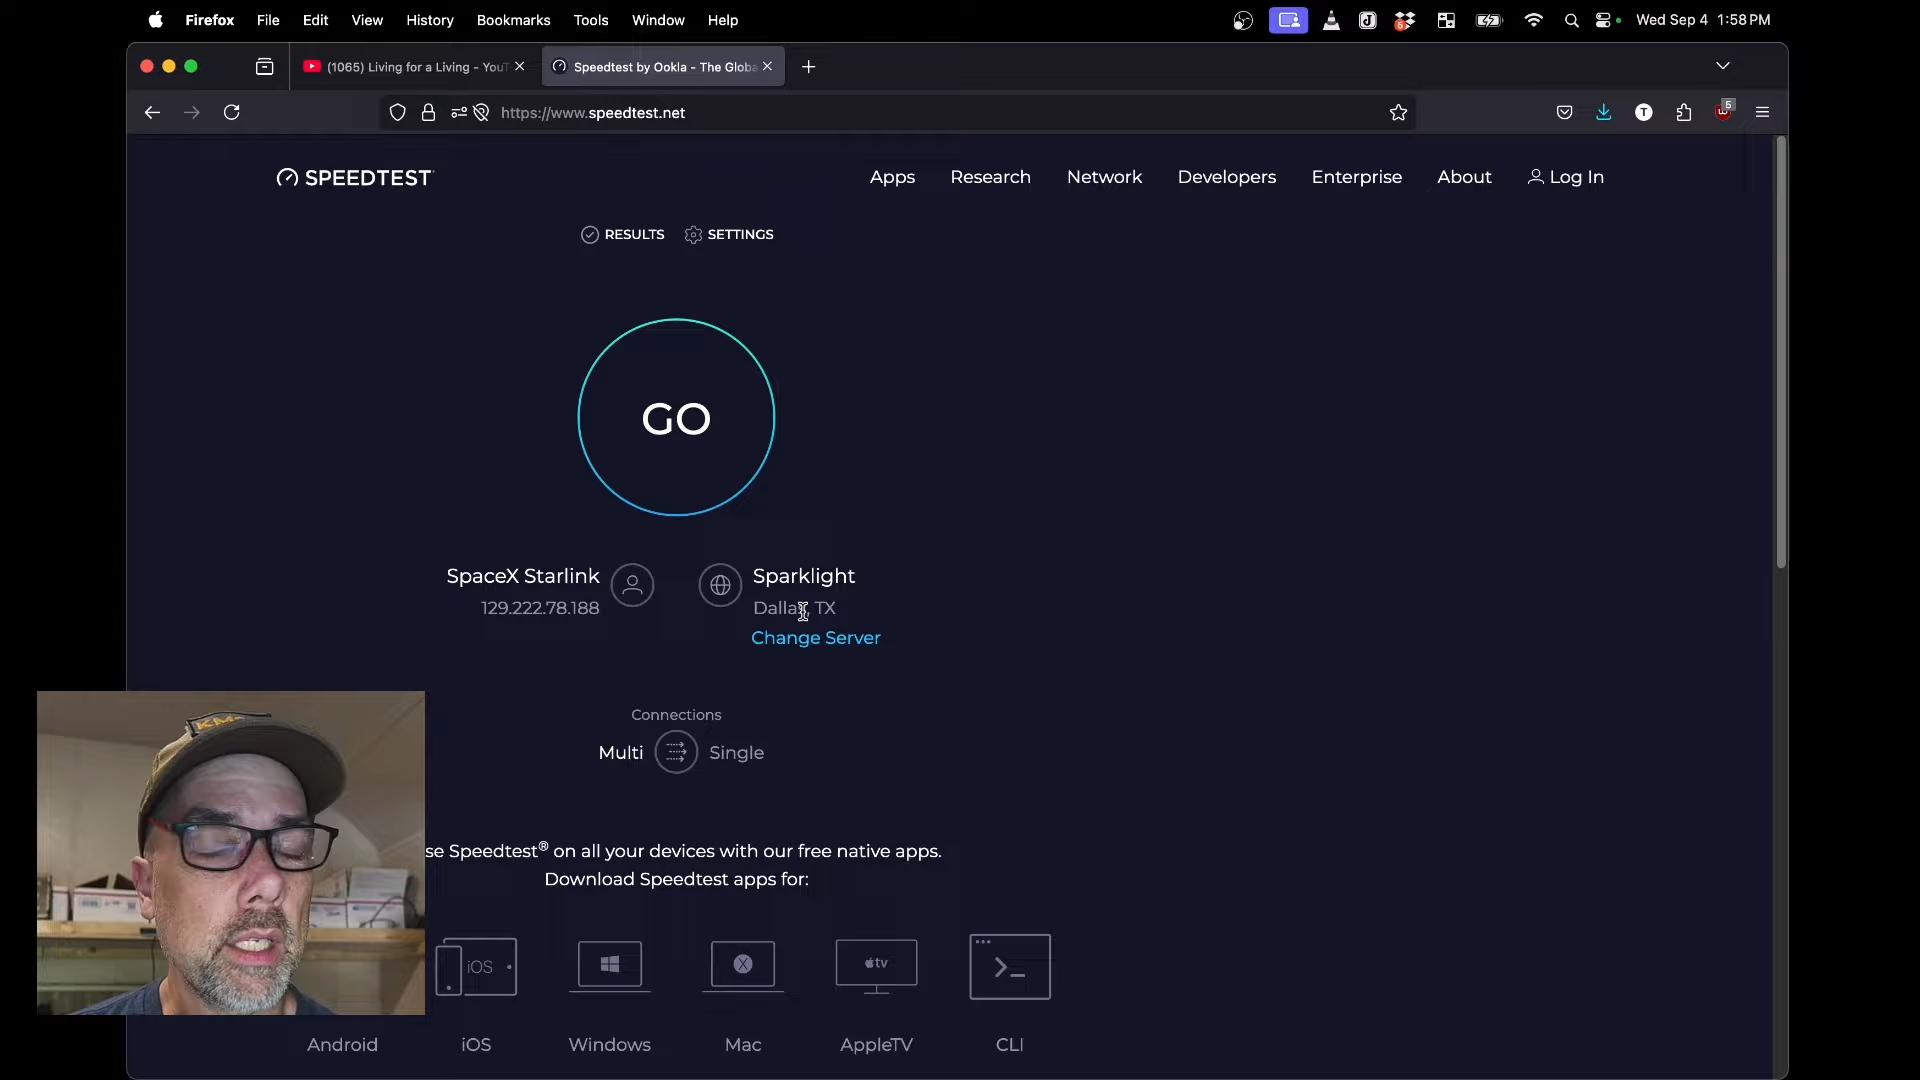 Firefox File Edit View History Bookmarks Tools Window Help
6
Wed Sep 4 1:58 PM
(1065) Living for a Living - YouT
Speedtest by Ookla - The Globa
https://www.speedtest.net
T
5
SPEEDTEST
Apps Research Network Developers Enterprise About Log In
RESULTS SETTINGS
GO
SpaceX Starlink
129.222.78.188
Sparklight
Dallas, TX
Change Server
Connections
Multi Single
se Speedtest® on all your devices with our free native apps.
Download Speedtest apps for:
iOS
tv
Android iOS Windows Mac AppleTV CLI